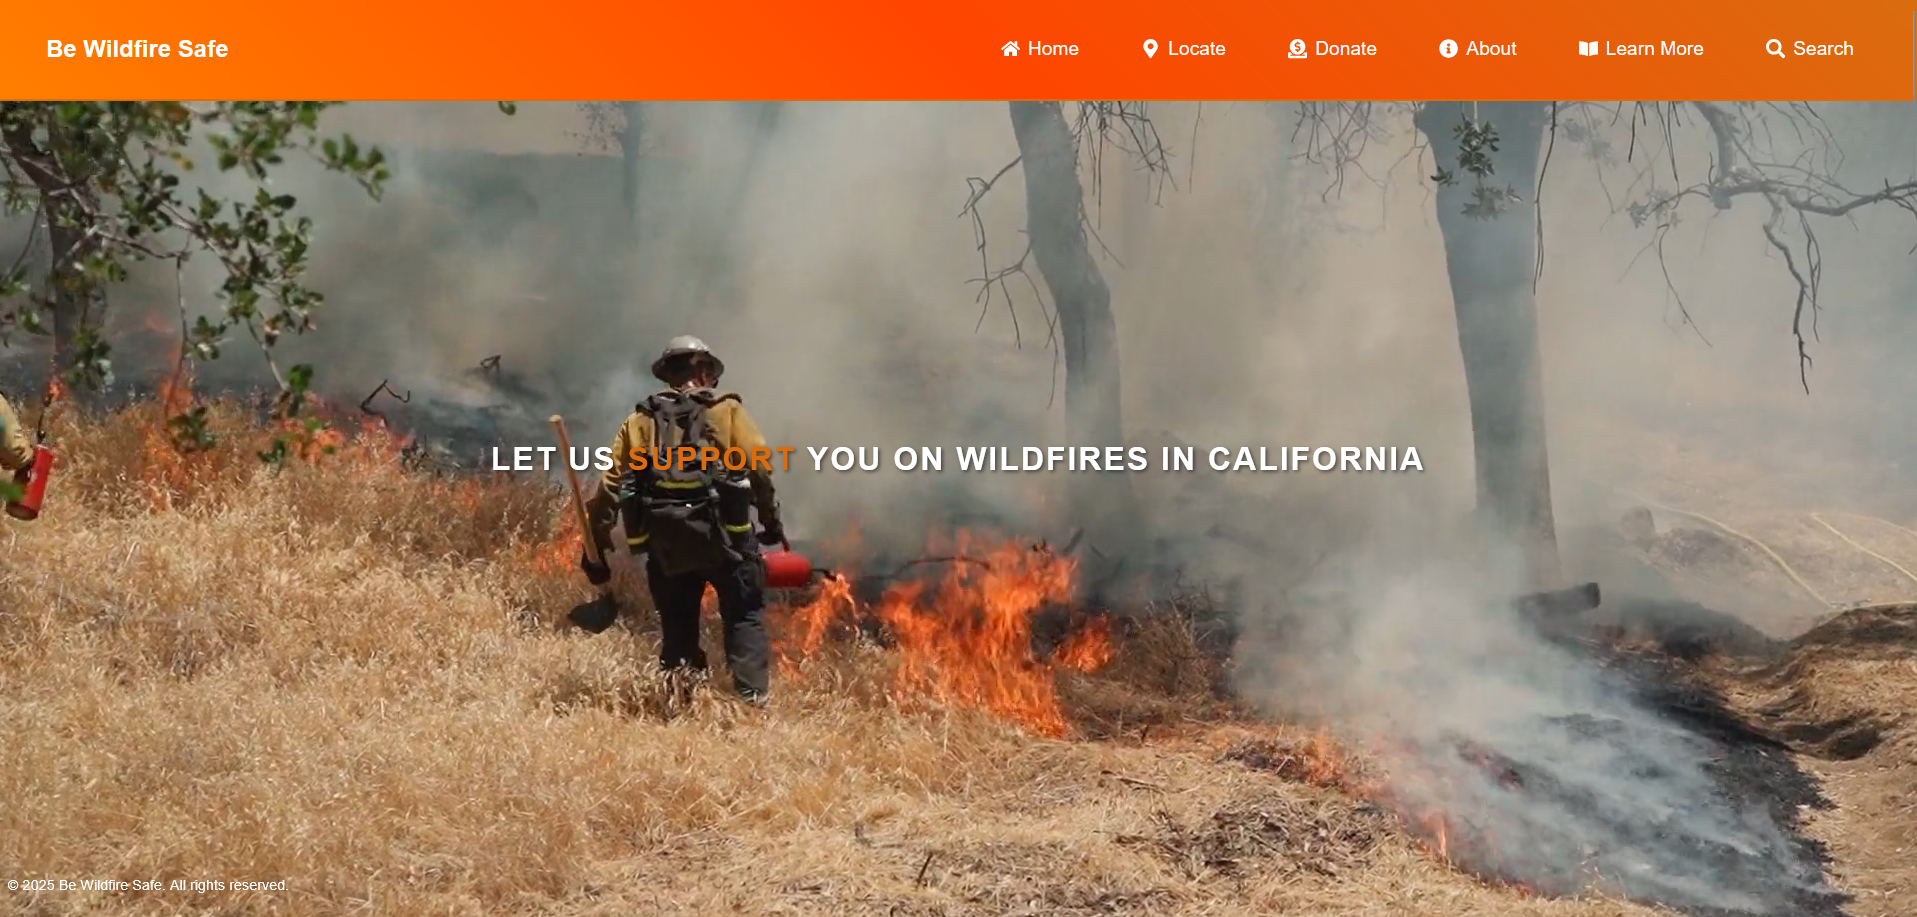 Be Wildfire Safe
Home Locate Donate About Learn More Search
LET US SUPPORT YOU ON WILDFIRES IN CALIFORNIA
© 2025 Be Wildfire Safe. All rights reserved.